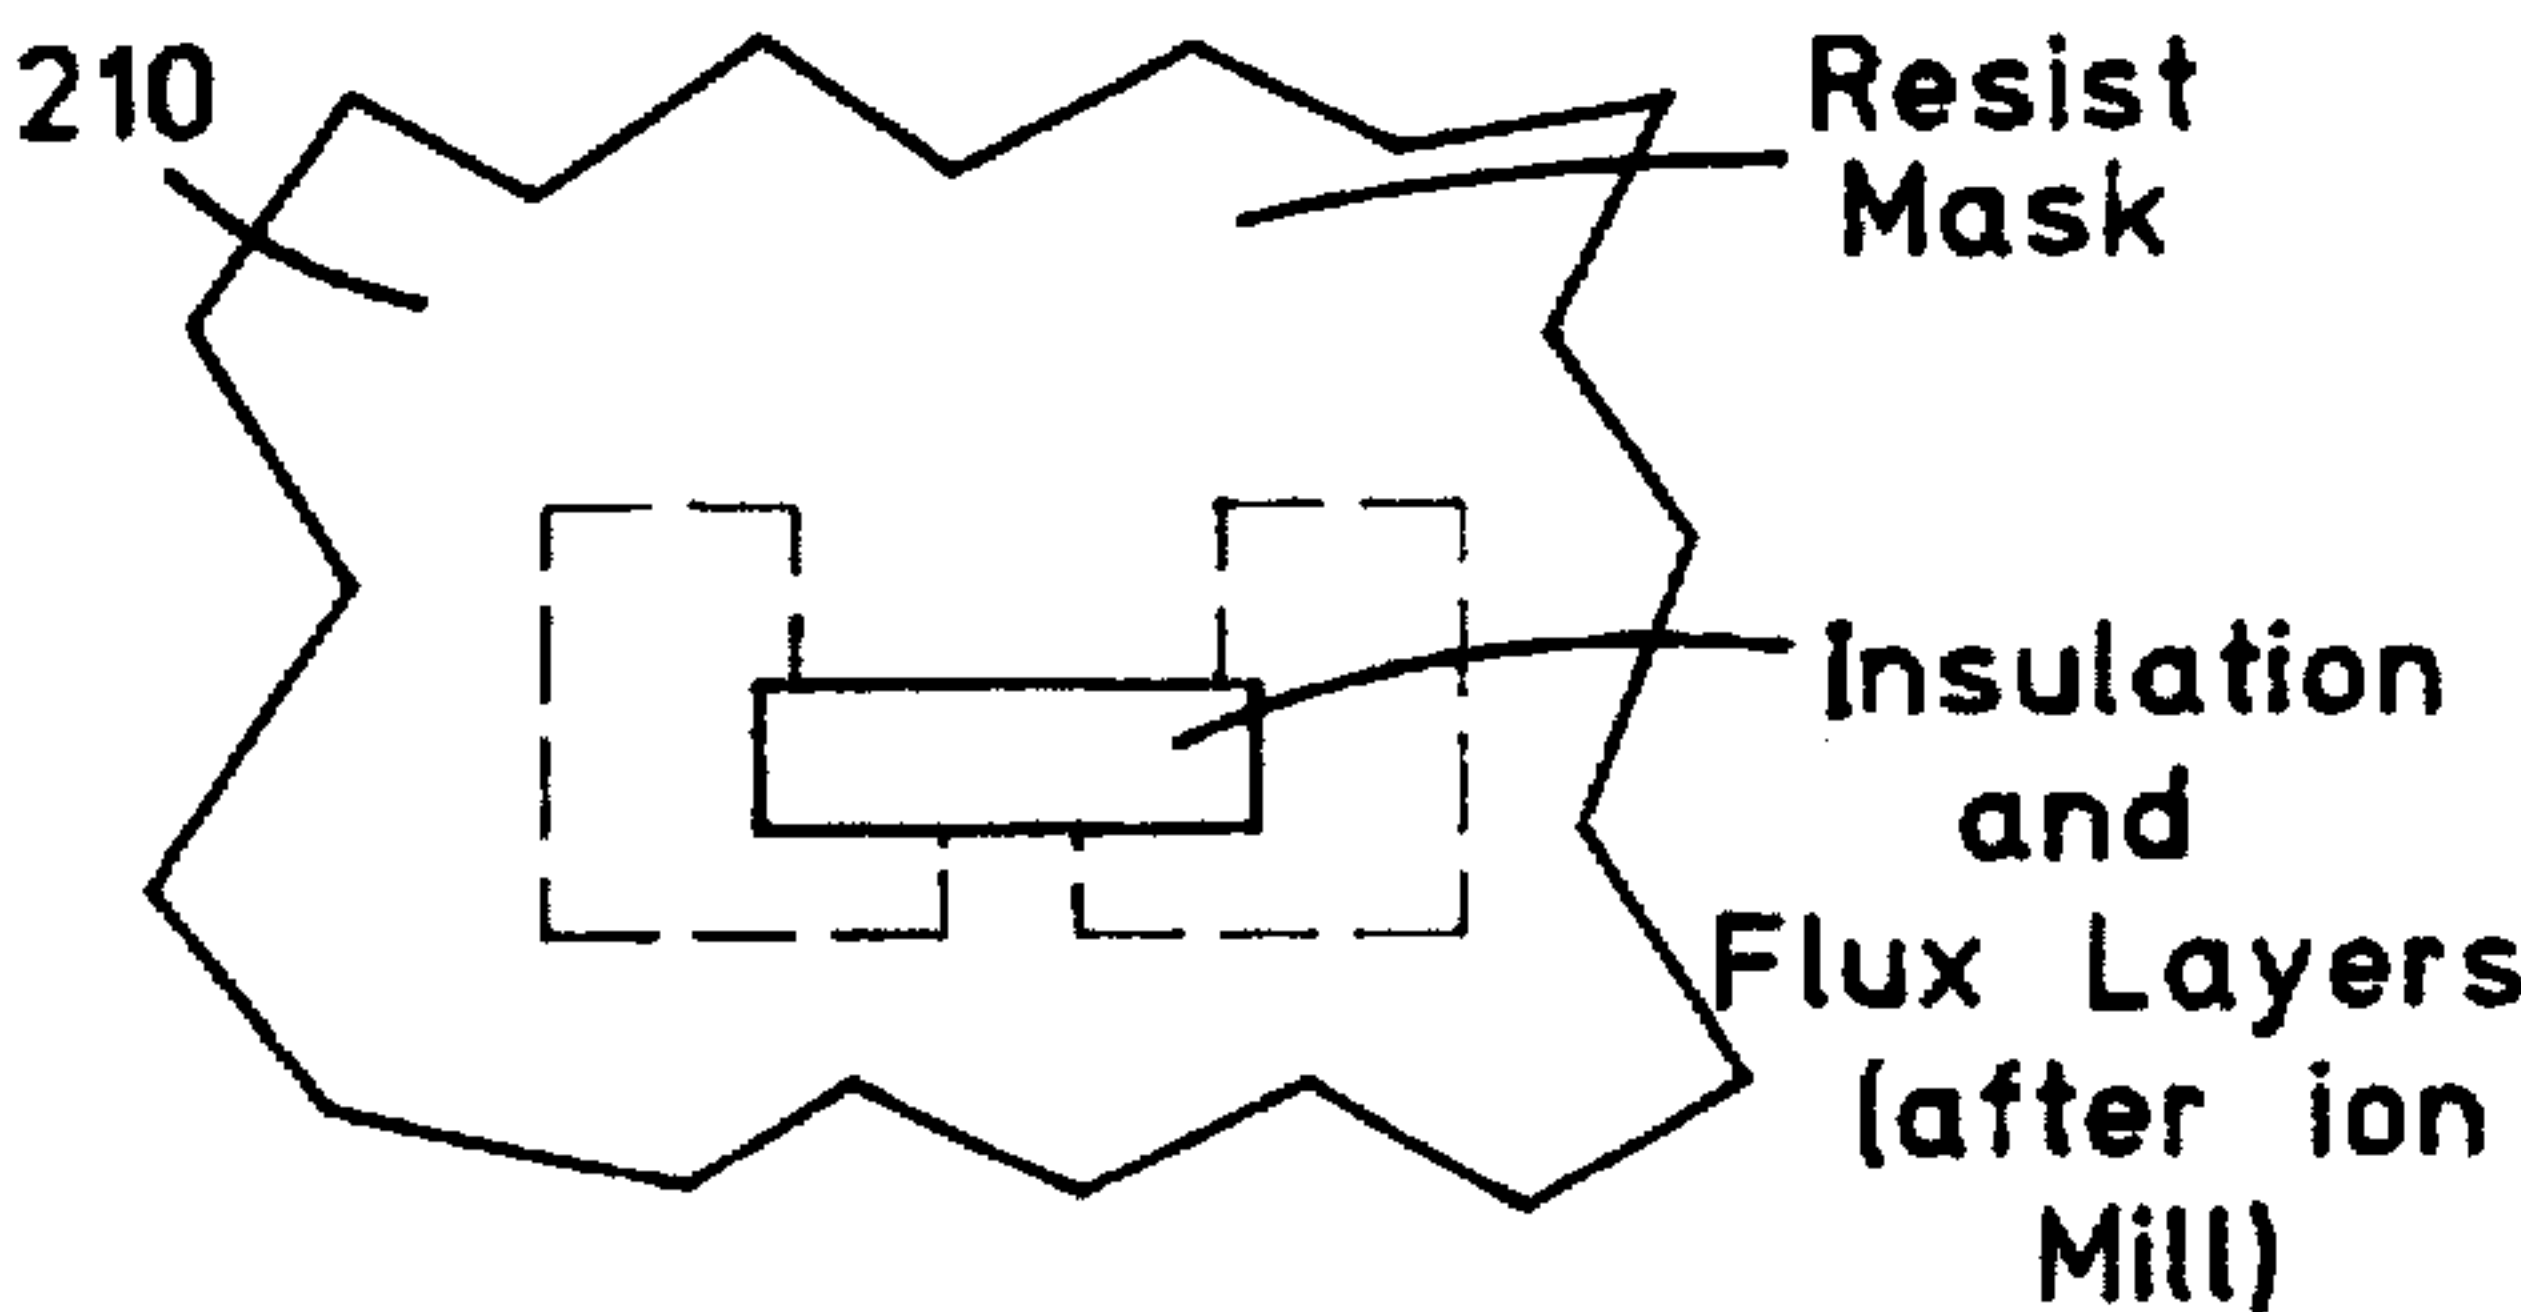 210
Resist
Mask
Insulation
and
Flux Layers
(after ion
Mill)